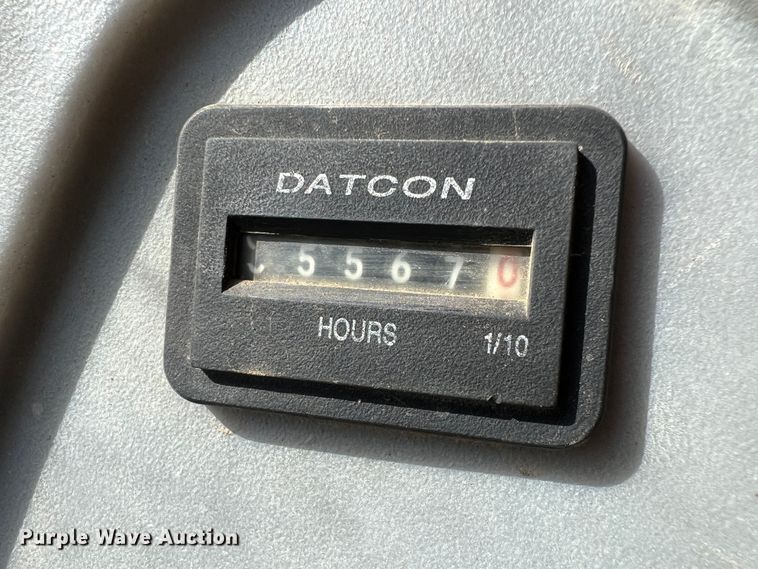 DATCON
55670
HOURS 1/10
Purple Wave Auction